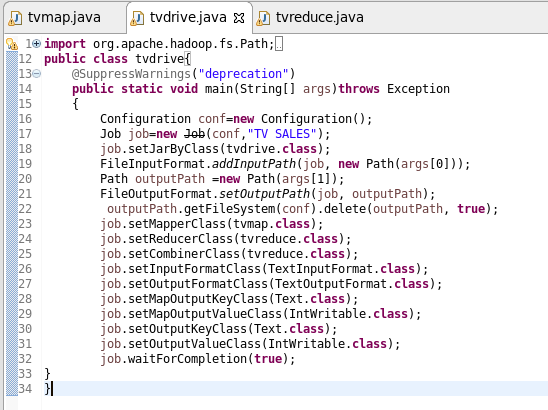 tvmap.java tvdrive.java tvreduce.java
1 import org.apache.hadoop.fs.Path;
12 public class tvdrive{
13 @SuppressWarnings("deprecation")
14 public static void main(String[] args)throws Exception
15 {
16 Configuration conf=new Configuration();
17 Job job=new Job(conf,"TV SALES");
18 job.setJarByClass(tvdrive.class);
19 FileInputFormat.addInputPath(job, new Path(args[0]));
20 Path outputPath =new Path(args[1]);
21 FileOutputFormat.setOutputPath(job, outputPath);
22 outputPath.getFileSystem(conf).delete(outputPath, true);
23 job.setMapperClass(tvmap.class);
24 job.setReducerClass(tvreduce.class);
25 job.setCombinerClass(tvreduce.class);
26 job.setInputFormatClass(TextInputFormat.class);
27 job.setOutputFormatClass(TextOutputFormat.class);
28 job.setMapOutputKeyClass(Text.class);
29 job.setMapOutputValueClass(IntWritable.class);
30 job.setOutputKeyClass(Text.class);
31 job.setOutputValueClass(IntWritable.class);
32 job.waitForCompletion(true);
33 }
34 }